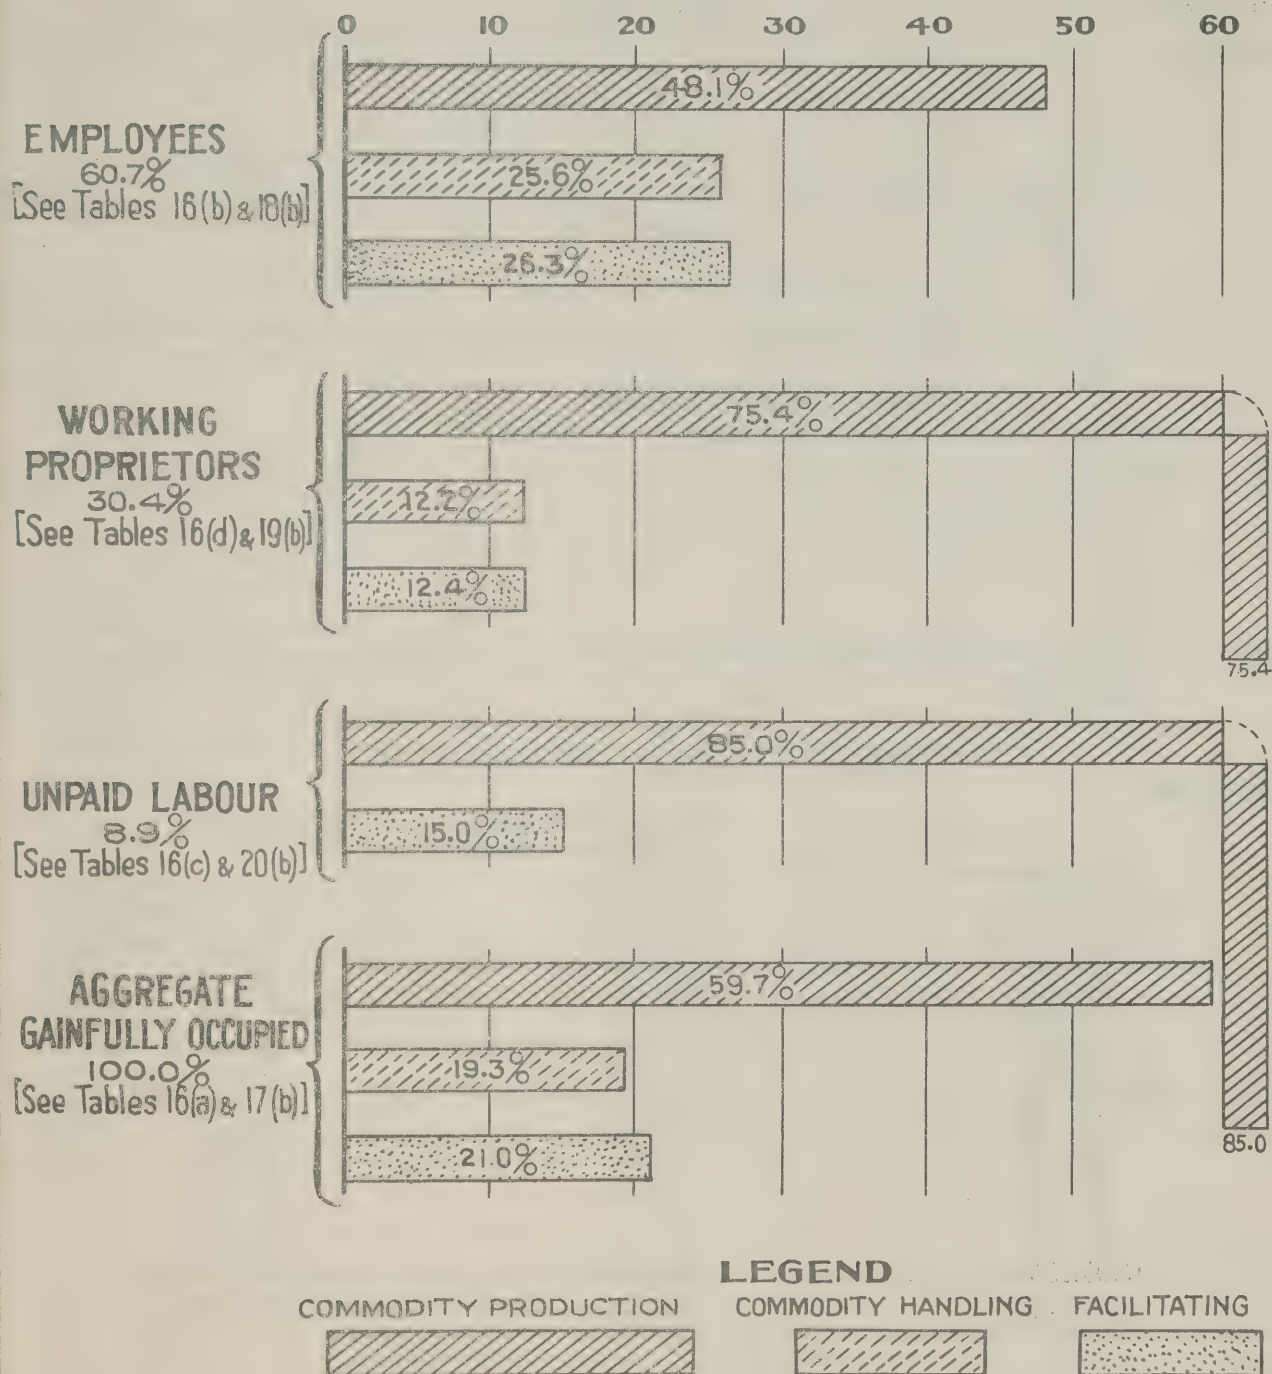 0 10 20 30 40 50 60
48.1%
EMPLOYEES
60.7%
[See Tables 16(b) & 18(b)]
25.6%
26.3%
75.4%
WORKING
PROPRIETORS
30.4%
[See Tables 16(d) & 19(b)]
12.2%
12.4%
75.4
85.0%
UNPAID LABOUR
8.9%
[See Tables 16(c) & 20(b)]
15.0%
59.7%
AGGREGATE
GAINFULLY OCCUPIED
100.0%
[See Tables 16(a) & 17(b)]
19.3%
21.0%
85.0
LEGEND
COMMODITY PRODUCTION COMMODITY HANDLING FACILITATING